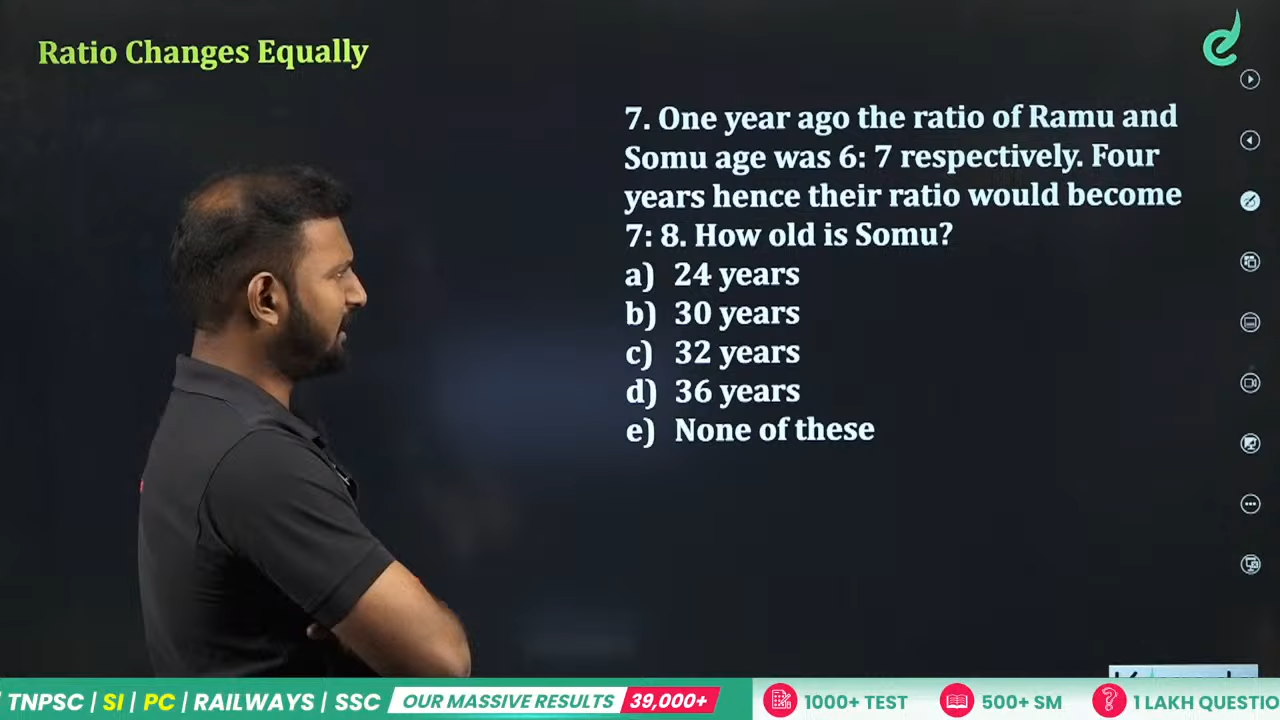 Ratio Changes Equally
7. One year ago the ratio of Ramu and
Somu age was 6: 7 respectively. Four
years hence their ratio would become
7: 8. How old is Somu?
a) 24 years
b) 30 years
c) 32 years
d) 36 years
e) None of these
TNPSC | SI | PC | RAILWAYS | SSC OUR MASSIVE RESULTS 39,000+ 1000+ TEST 500+ SM 1 LAKH